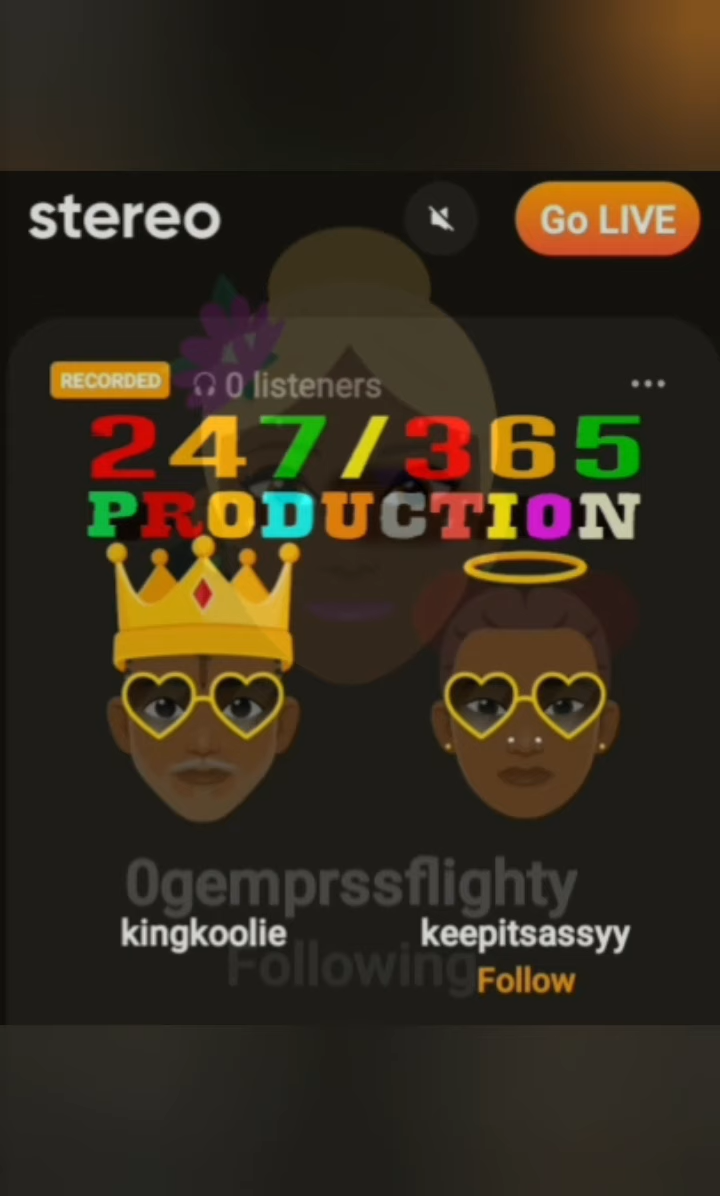 stereo
Go LIVE
RECORDED 0 listeners
247/365
PRODUCTION
0gemprssflighty
kingkoolie keepitsassyy
Following
Follow